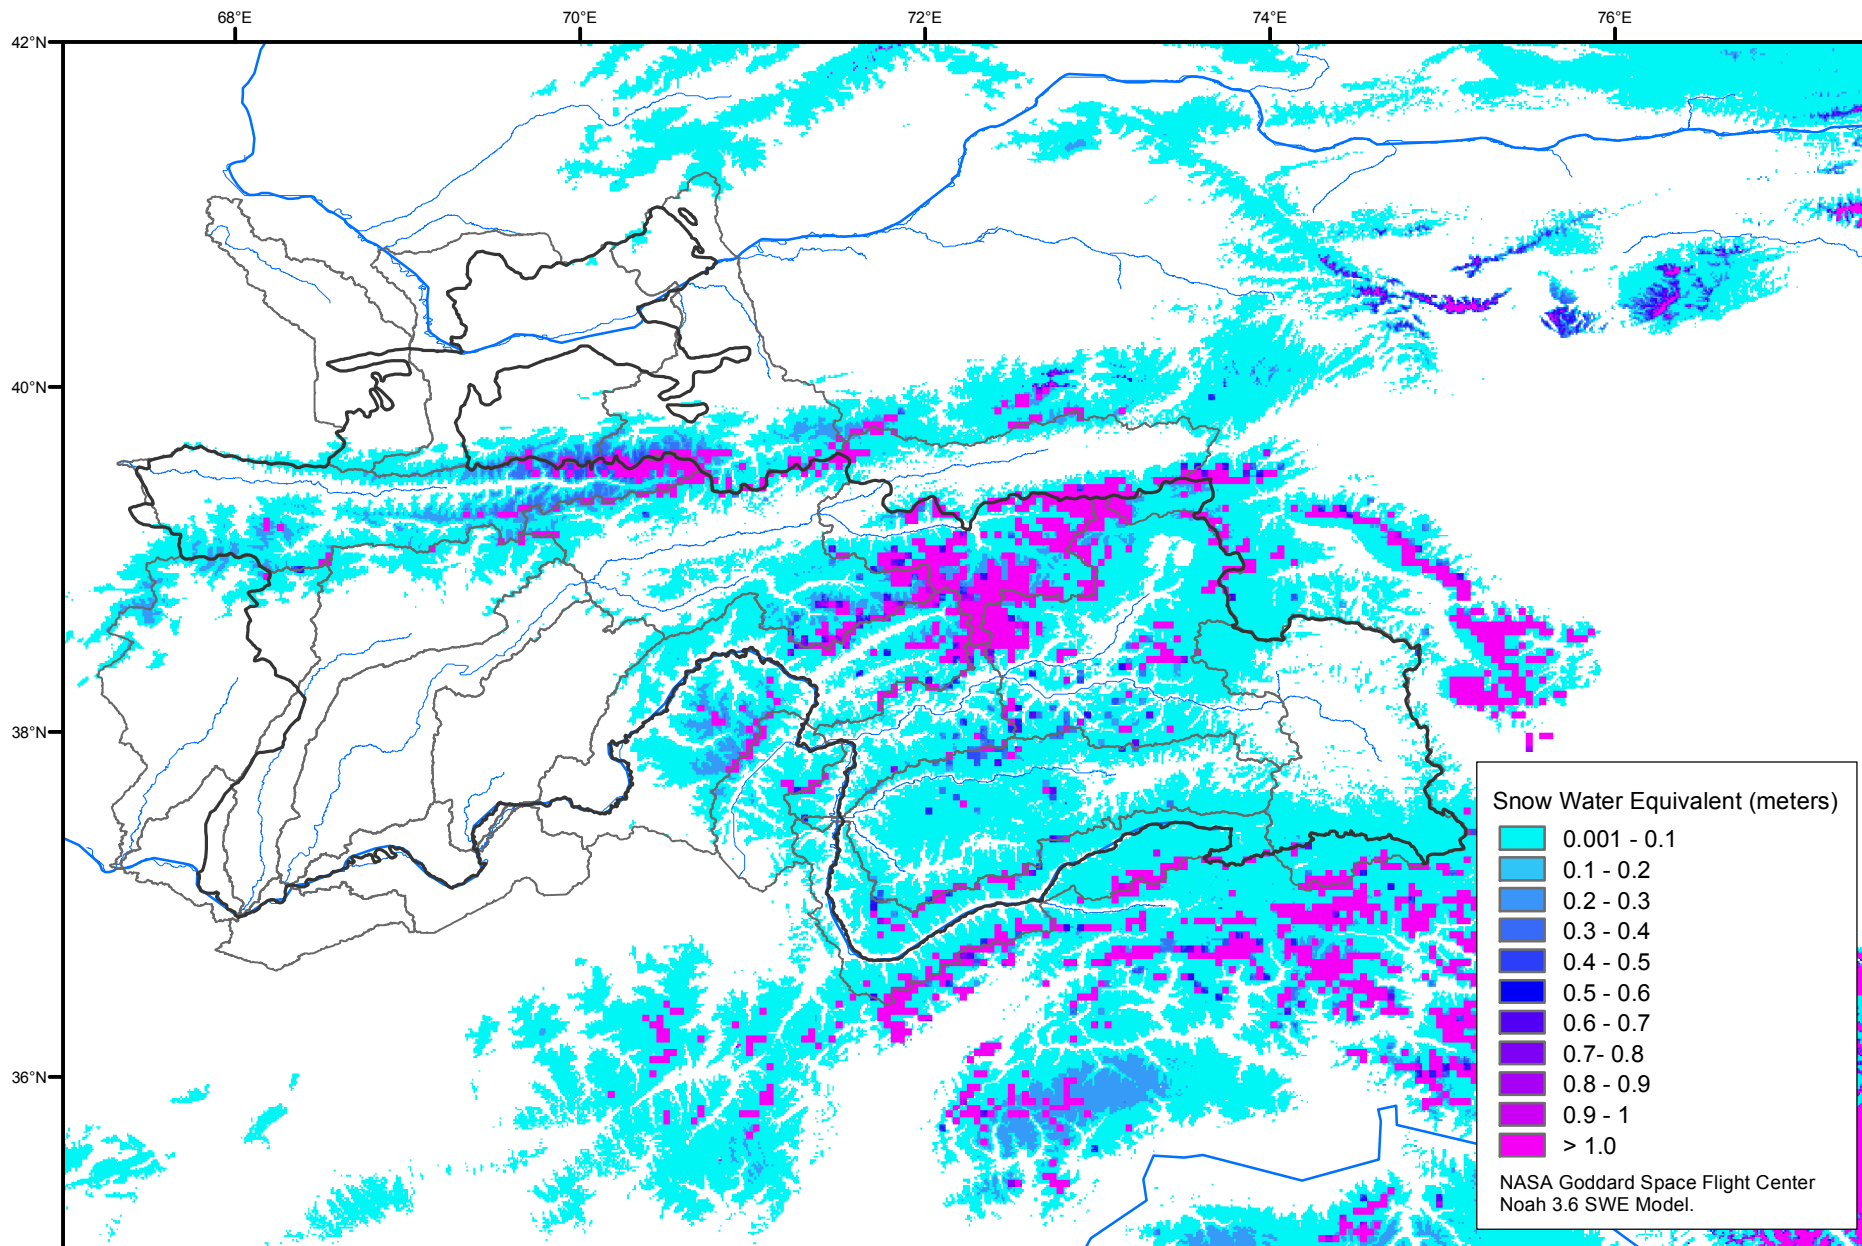 68°E
70°E
72°E
74°E
76°E
42°N
40°N
38°N
36°N
Snow Water Equivalent (meters)
0.001 - 0.1
0.1 - 0.2
0.2 - 0.3
0.3 - 0.4
0.4 - 0.5
0.5 - 0.6
0.6 - 0.7
0.7- 0.8
0.8 - 0.9
0.9 - 1
> 1.0
NASA Goddard Space Flight Center
Noah 3.6 SWE Model.